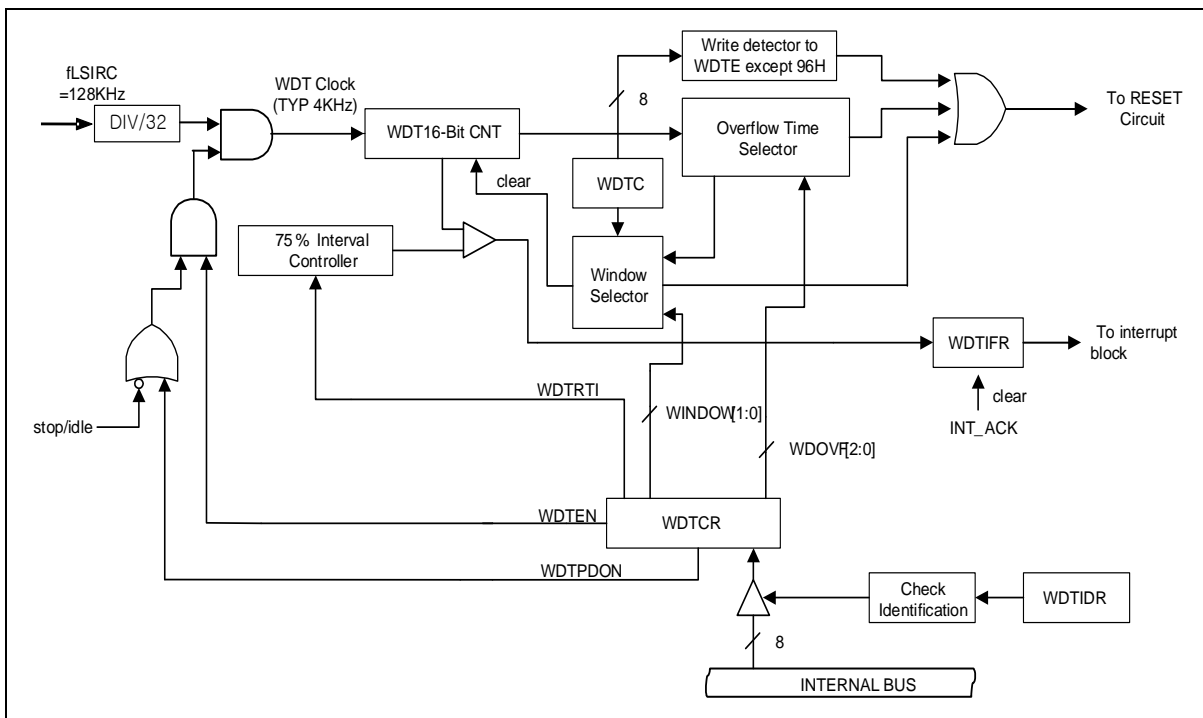 fLSIRC
=128KHz
DIV/32
WDT Clock
(TYP 4KHz)
WDT16-Bit CNT
clear
8
Write detector to
WDTE except 96H
Overflow Time
Selector
WDTC
To RESET
Circuit
75% Interval
Controller
Window
Selector
WDTIFR
To interrupt
block
clear
INT_ACK
stop/idle
WDTRTI
WINDOW[1:0]
WDOVF[2:0]
WDTEN
WDTCR
WDTPDON
Check
Identification
WDTIDR
8
INTERNAL BUS